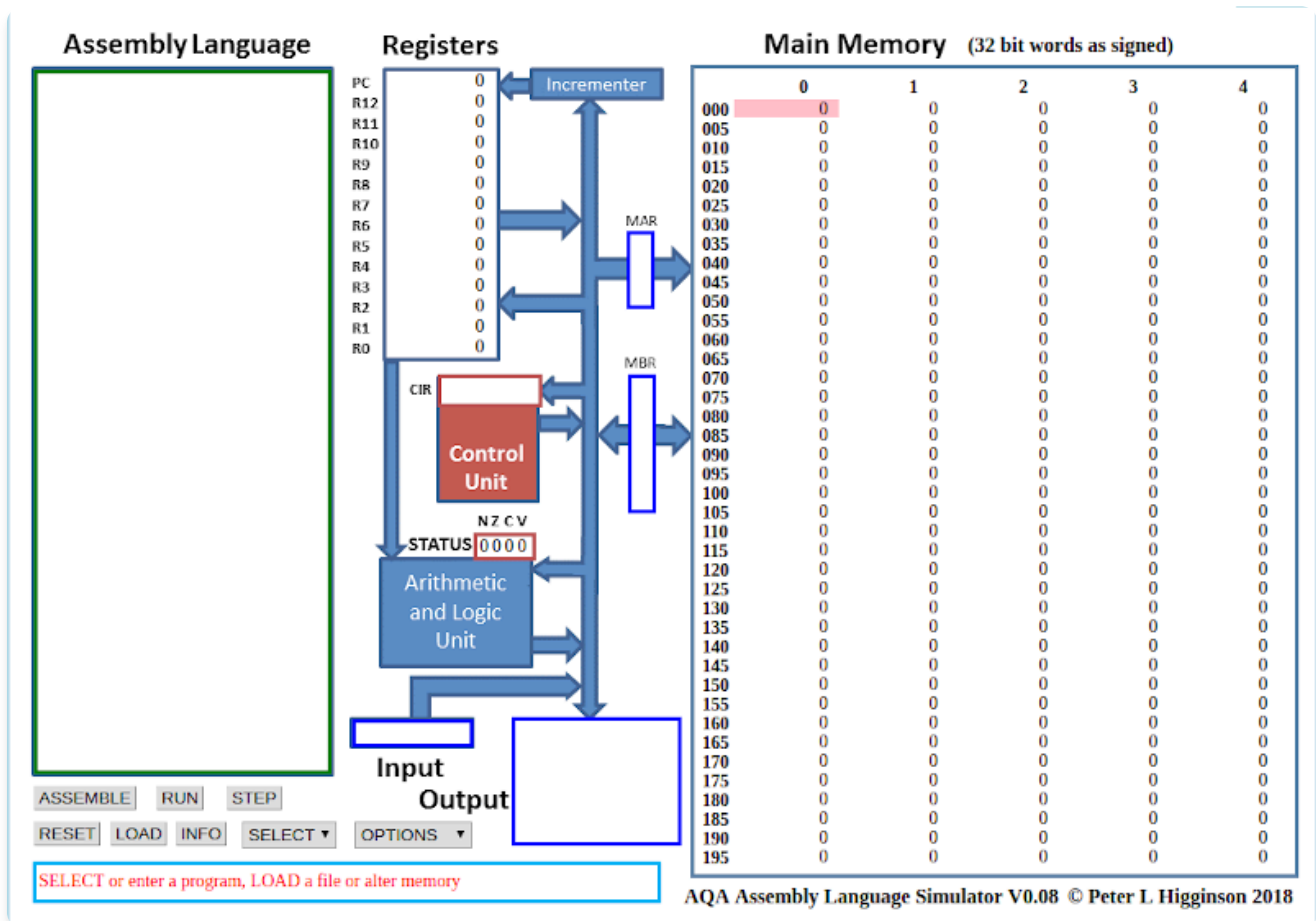 Assembly Language
Registers
Main Memory (32 bit words as signed)
PC 0
R12 0
R11 0
R10 0
R9 0
R8 0
R7 0
R6 0
R5 0
R4 0
R3 0
R2 0
R1 0
R0 0
Incrementer
MAR
MBR
CIR
Control
Unit
N Z C V
STATUS 0 0 0 0
Arithmetic
and Logic
Unit
Input
Output
0 1 2 3 4
000 0 0 0 0 0
005 0 0 0 0 0
010 0 0 0 0 0
015 0 0 0 0 0
020 0 0 0 0 0
025 0 0 0 0 0
030 0 0 0 0 0
035 0 0 0 0 0
040 0 0 0 0 0
045 0 0 0 0 0
050 0 0 0 0 0
055 0 0 0 0 0
060 0 0 0 0 0
065 0 0 0 0 0
070 0 0 0 0 0
075 0 0 0 0 0
080 0 0 0 0 0
085 0 0 0 0 0
090 0 0 0 0 0
095 0 0 0 0 0
100 0 0 0 0 0
105 0 0 0 0 0
110 0 0 0 0 0
115 0 0 0 0 0
120 0 0 0 0 0
125 0 0 0 0 0
130 0 0 0 0 0
135 0 0 0 0 0
140 0 0 0 0 0
145 0 0 0 0 0
150 0 0 0 0 0
155 0 0 0 0 0
160 0 0 0 0 0
165 0 0 0 0 0
170 0 0 0 0 0
175 0 0 0 0 0
180 0 0 0 0 0
185 0 0 0 0 0
190 0 0 0 0 0
195 0 0 0 0 0
ASSEMBLE RUN STEP
RESET LOAD INFO SELECT ▼ OPTIONS ▼
SELECT or enter a program, LOAD a file or alter memory
AQA Assembly Language Simulator V0.08 © Peter L Higginson 2018